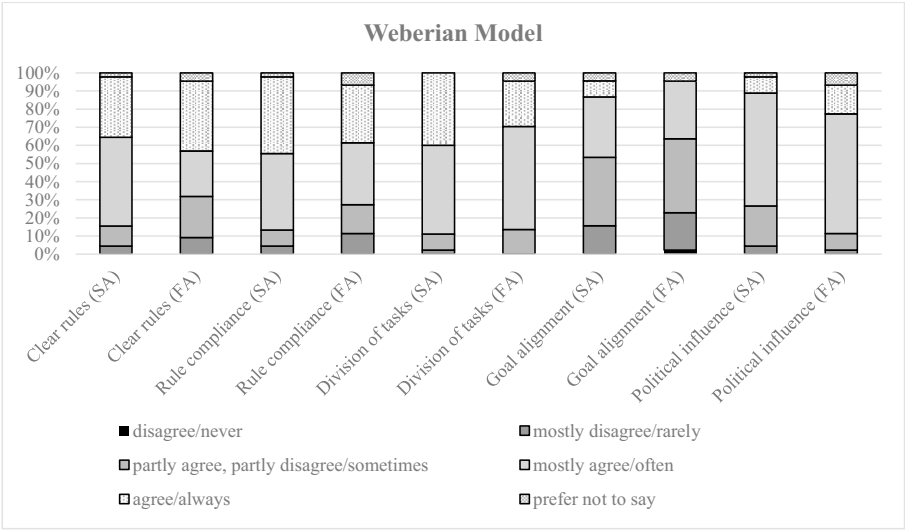 Weberian Model
100%
90%
80%
70%
60%
50%
40%
30%
20%
10%
0%
Clear rules (SA)
Clear rules (FA)
Rule compliance (SA)
Rule compliance (FA)
Division of tasks (SA)
Division of tasks (FA)
Goal alignment (SA)
Goal alignment (FA)
Political influence (SA)
Political influence (FA)
disagree/never
mostly disagree/rarely
partly agree, partly disagree/sometimes
mostly agree/often
agree/always
prefer not to say